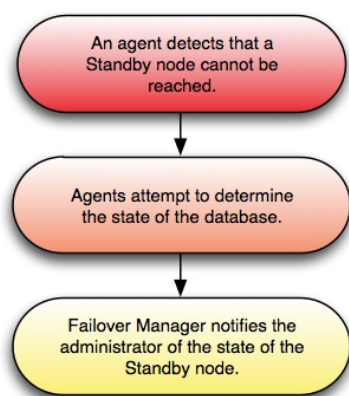 An agent detects that a
Standby node cannot be
reached.
Agents attempt to determine
the state of the database.
Failover Manager notifies the
administrator of the state of the
Standby node.